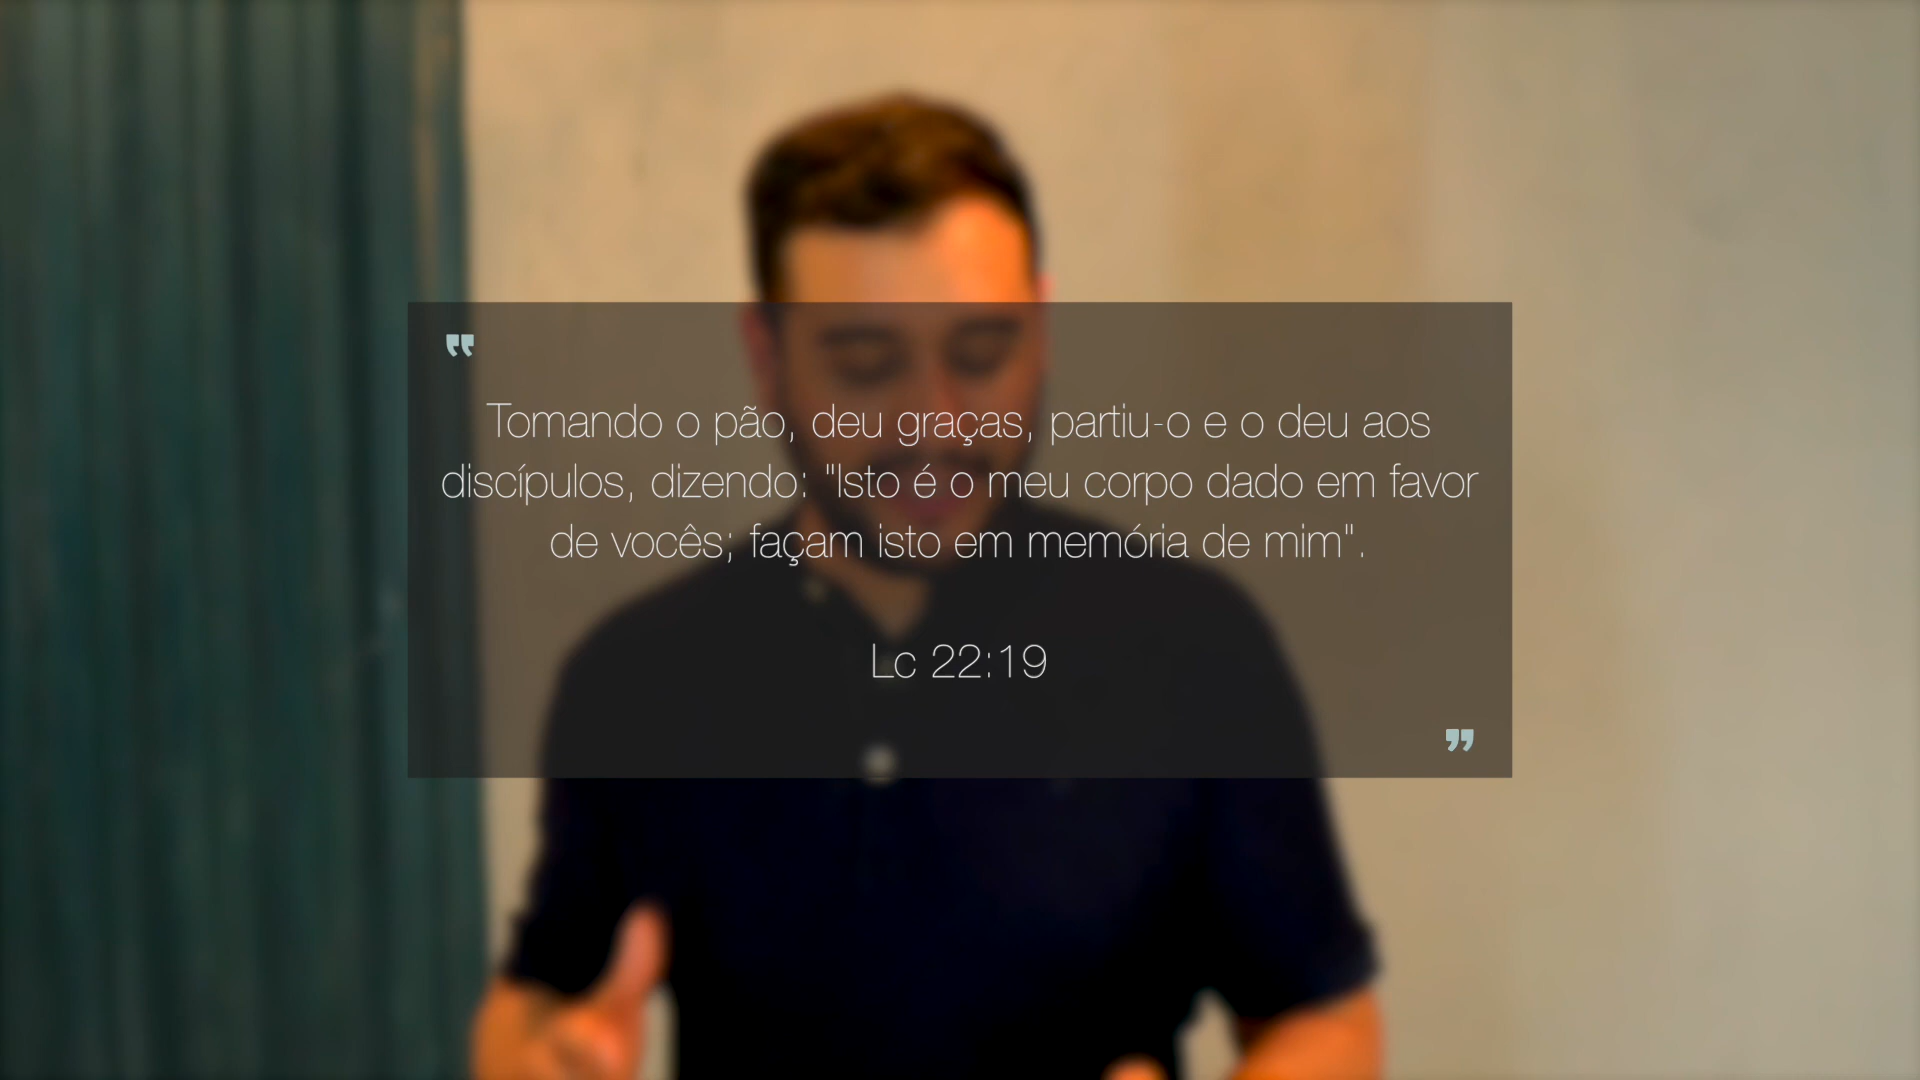 "
Tomando o pão, deu graças, partiu-o e o deu aos
discípulos, dizendo: "Isto é o meu corpo dado em favor
de vocês; façam isto em memória de mim".
Lc 22:19
"